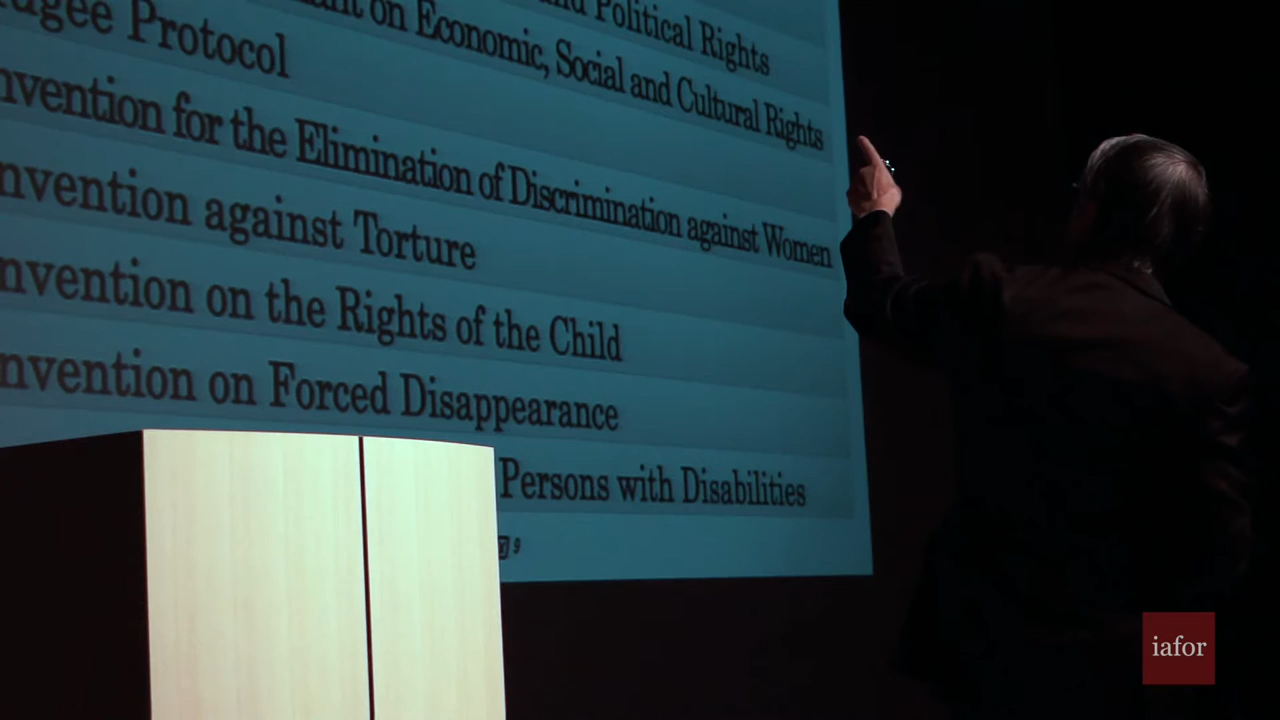 and Political Rights
on Economic, Social and Cultural Rights
Protocol
nvention for the Elimination of Discrimination against Women
nvention against Torture
nvention on the Rights of the Child
nvention on Forced Disappearance
Persons with Disabilities
9
iafor